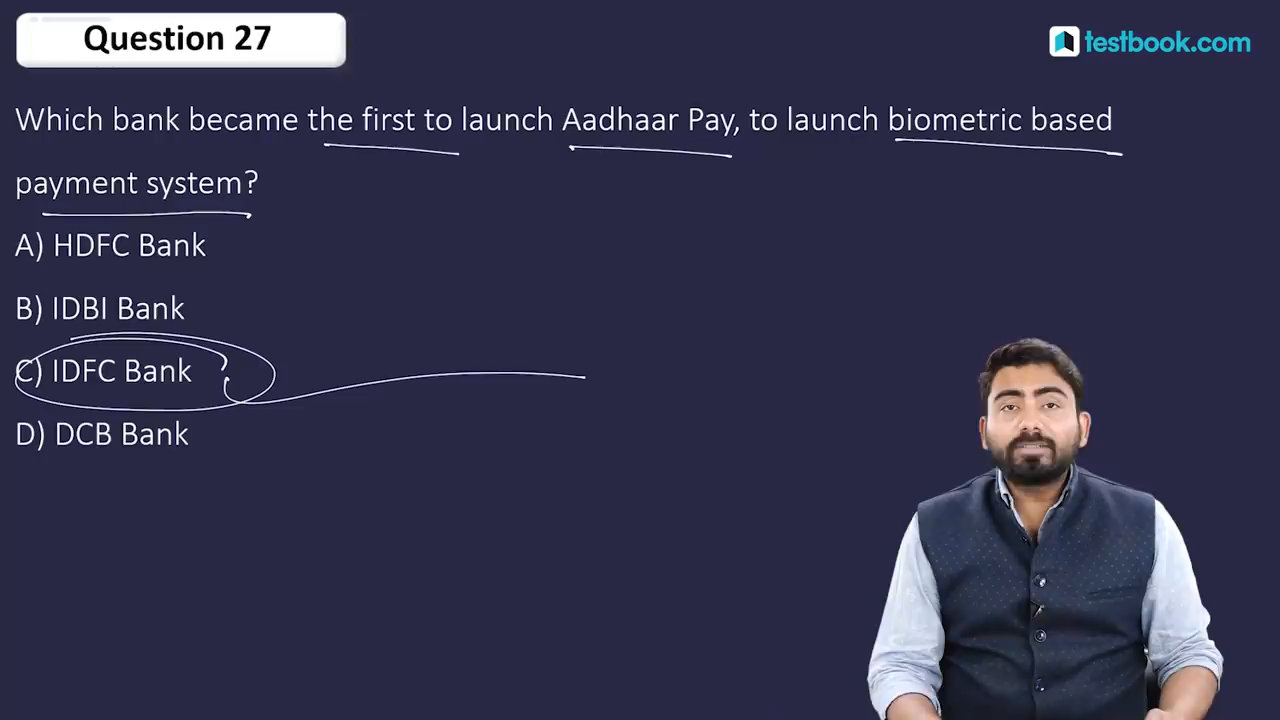 Question 27
testbook.com
Which bank became the first to launch Aadhaar Pay, to launch biometric based
payment system?
A) HDFC Bank
B) IDBI Bank
C) IDFC Bank
D) DCB Bank